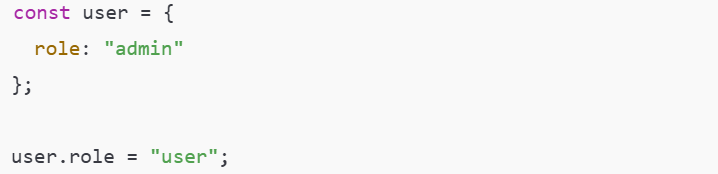 const user = {
  role: "admin"
};

user.role = "user";